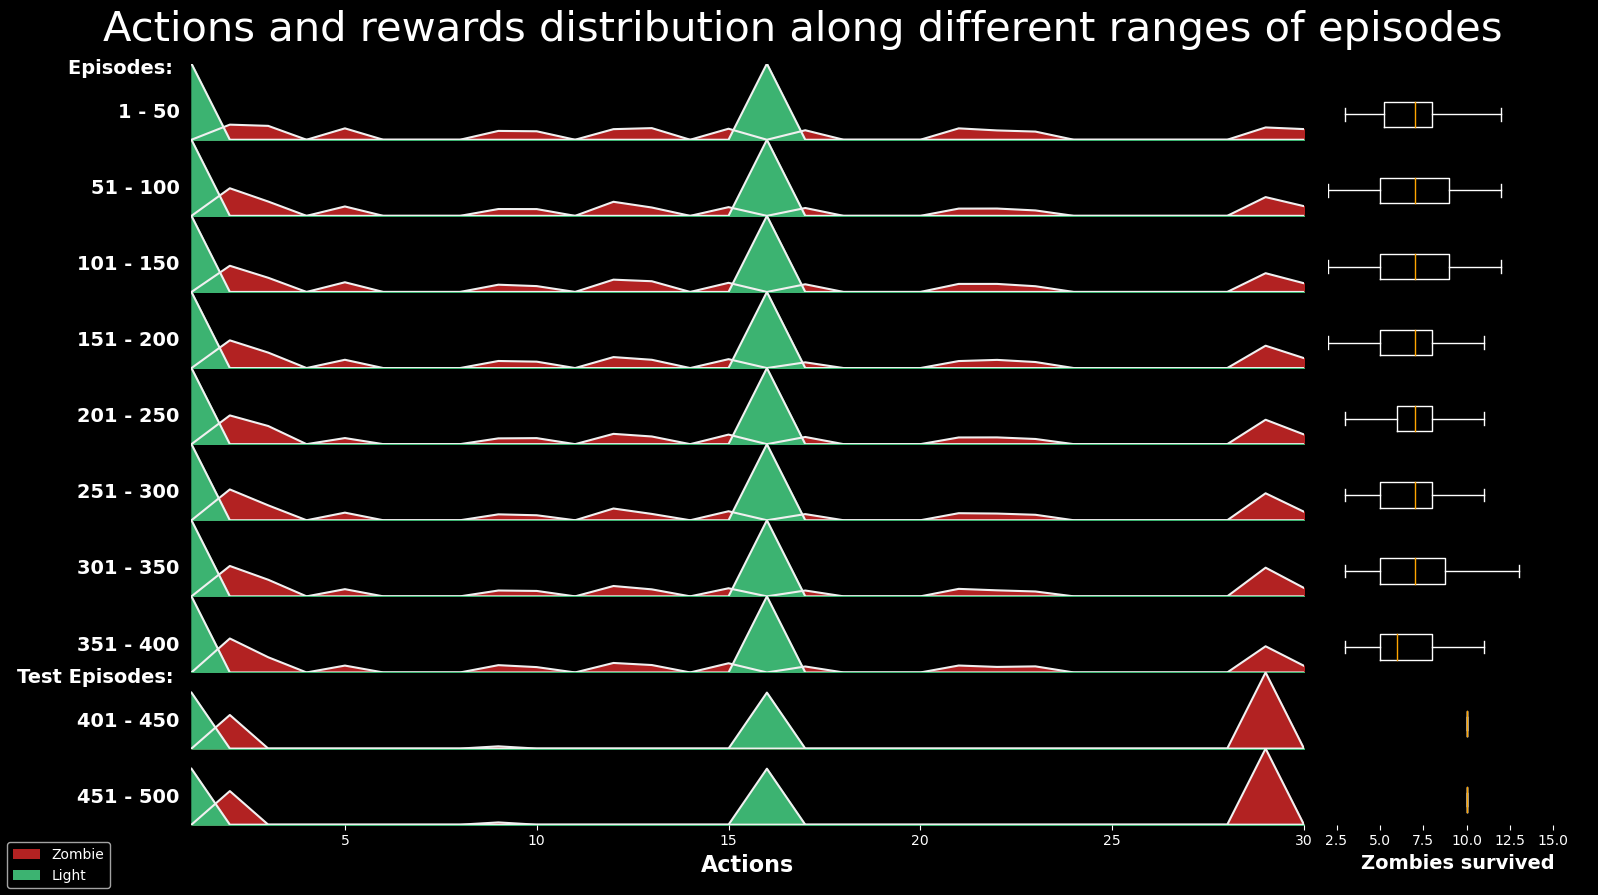 Actions and rewards distribution along different ranges of episodes
Episodes:
1 - 50
51 - 100
101 - 150
151 - 200
201 - 250
251 - 300
301 - 350
351 - 400
Test Episodes:
401 - 450
451 - 500
5 10 15 20 25 30 2.5 5.0 7.5 10.0 12.5 15.0
Actions
Zombies survived
Zombie
Light